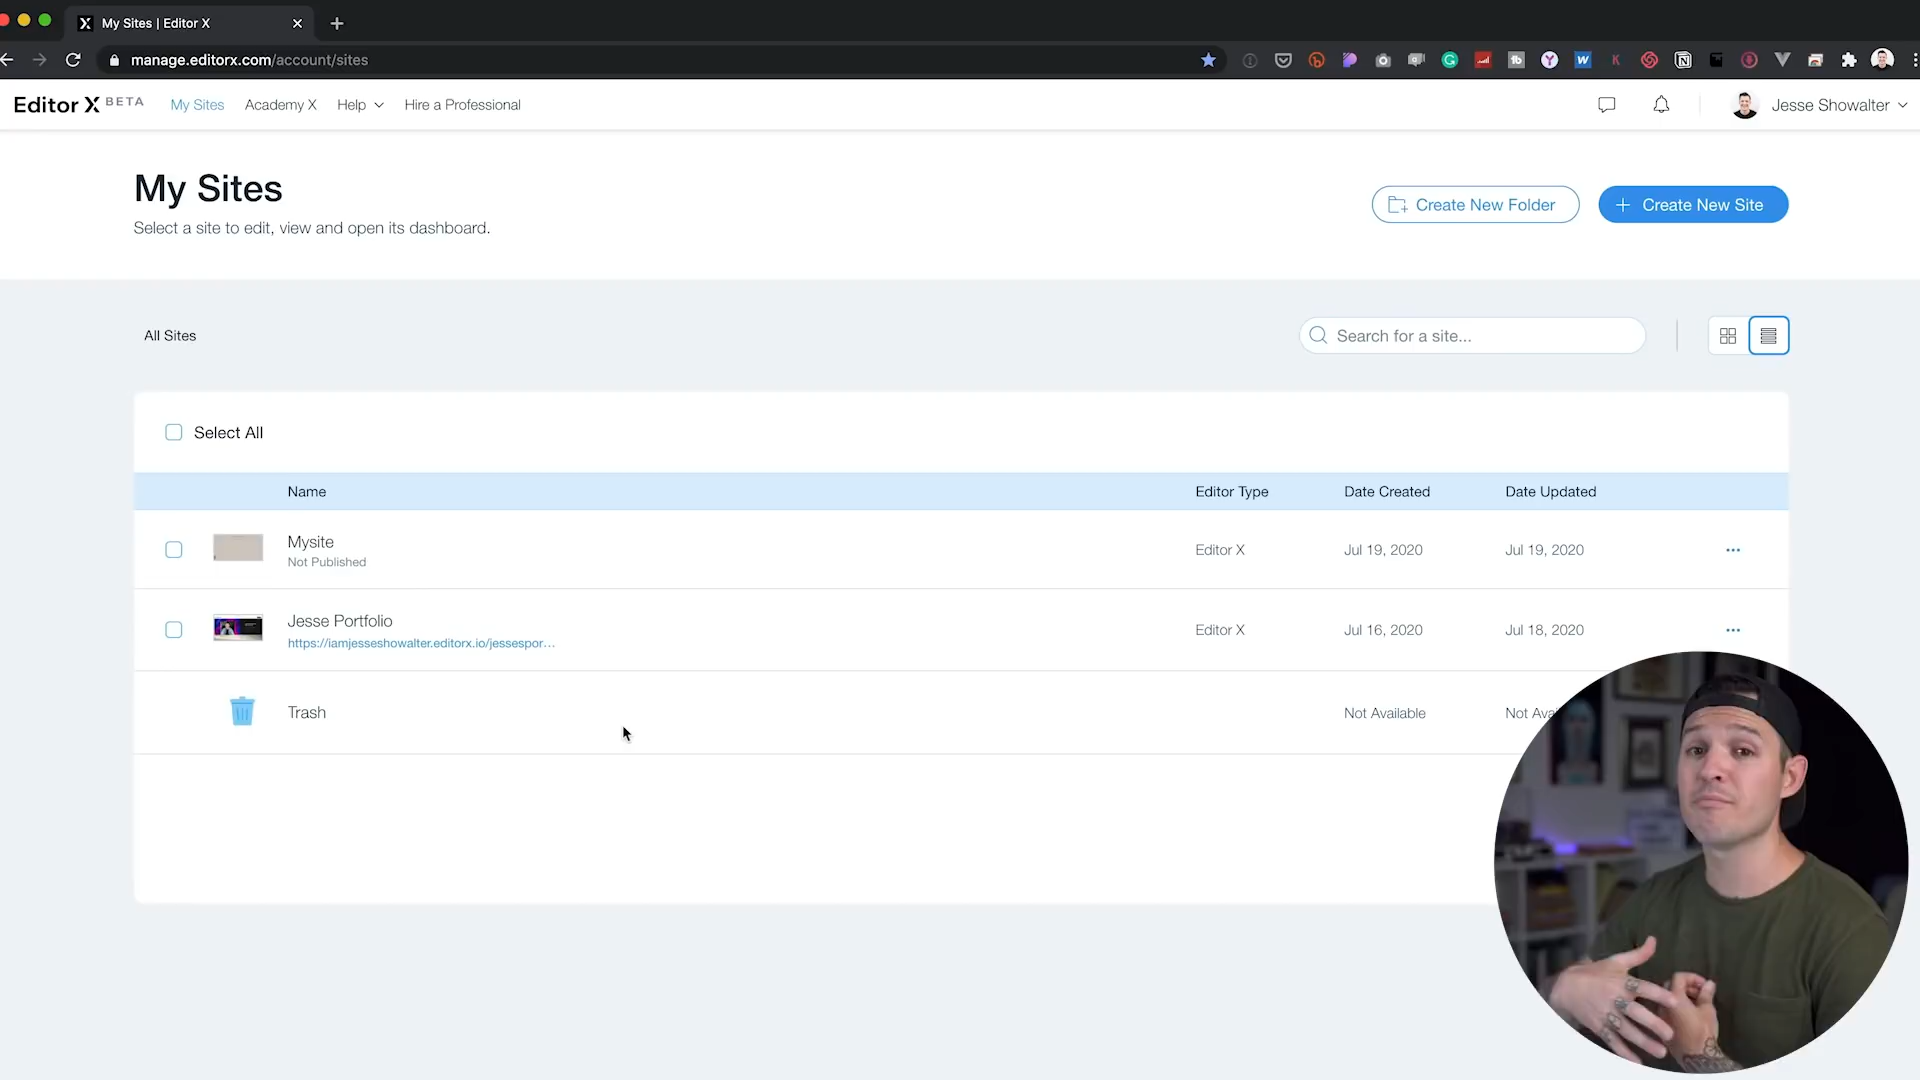 My Sites | Editor X
manage.editorx.com/account/sites
Editor X BETA
My Sites
Academy X
Help
Hire a Professional
Jesse Showalter
My Sites
Select a site to edit, view and open its dashboard.
Create New Folder
Create New Site
All Sites
Search for a site...
Select All
Name
Editor Type
Date Created
Date Updated
Mysite
Not Published
Editor X
Jul 19, 2020
Jul 19, 2020
Jesse Portfolio
https://iamjesseshowalter.editorx.io/jessespor...
Editor X
Jul 16, 2020
Jul 18, 2020
Trash
Not Available
Not Ava